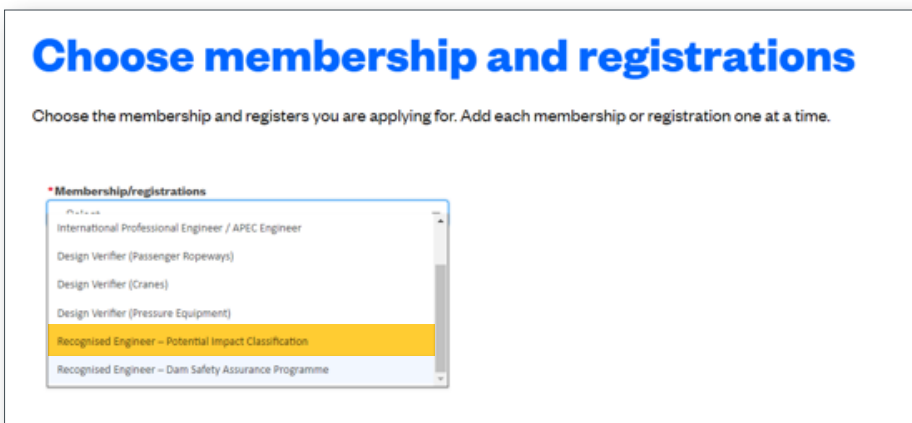 Choose membership and registrations
Choose the membership and registers you are applying for. Add each membership or registration one at a time.
*Membership/registrations
International Professional Engineer / APEC Engineer
Design Verifier (Passenger Ropeways)
Design Verifier (Cranes)
Design Verifier (Pressure Equipment)
Recognised Engineer – Potential Impact Classification
Recognised Engineer – Dam Safety Assurance Programme